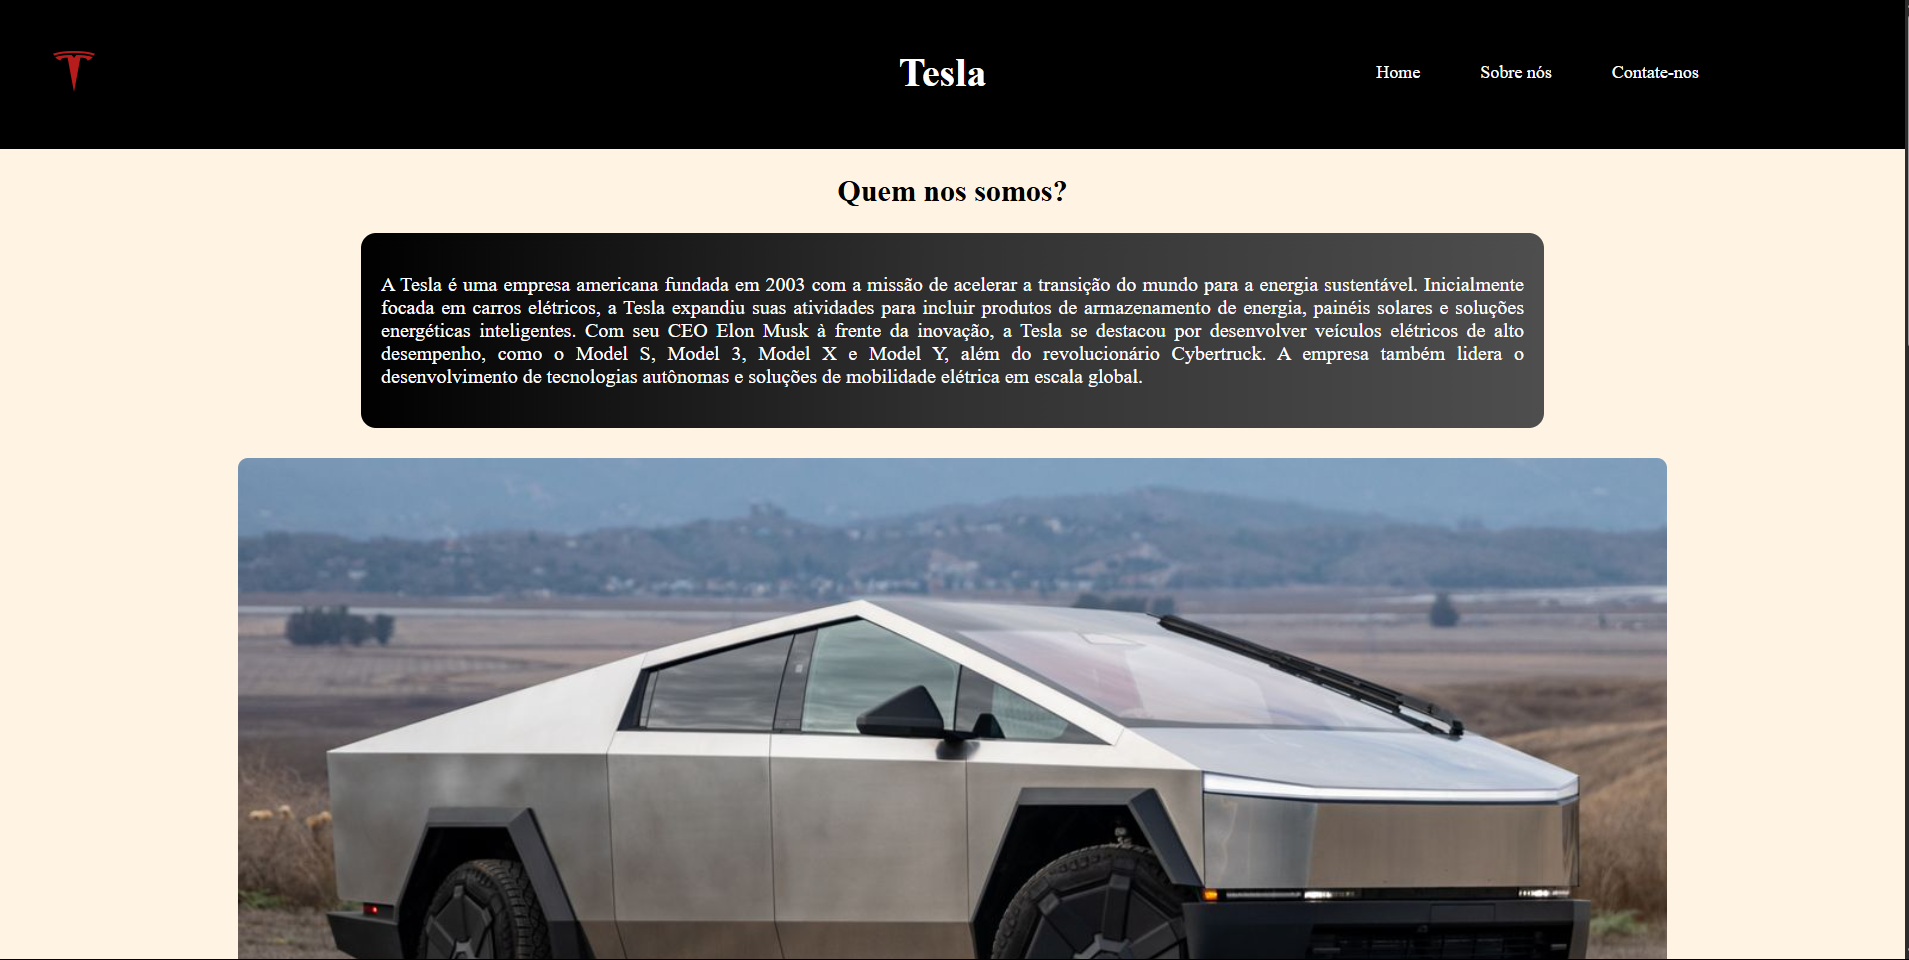 Tesla
Home
Sobre nós
Contate-nos
Quem nos somos?
A Tesla é uma empresa americana fundada em 2003 com a missão de acelerar a transição do mundo para a energia sustentável. Inicialmente
focada em carros elétricos, a Tesla expandiu suas atividades para incluir produtos de armazenamento de energia, painéis solares e soluções
energéticas inteligentes. Com seu CEO Elon Musk à frente da inovação, a Tesla se destacou por desenvolver veículos elétricos de alto
desempenho, como o Model S, Model 3, Model X e Model Y, além do revolucionário Cybertruck. A empresa também lidera o
desenvolvimento de tecnologias autônomas e soluções de mobilidade elétrica em escala global.